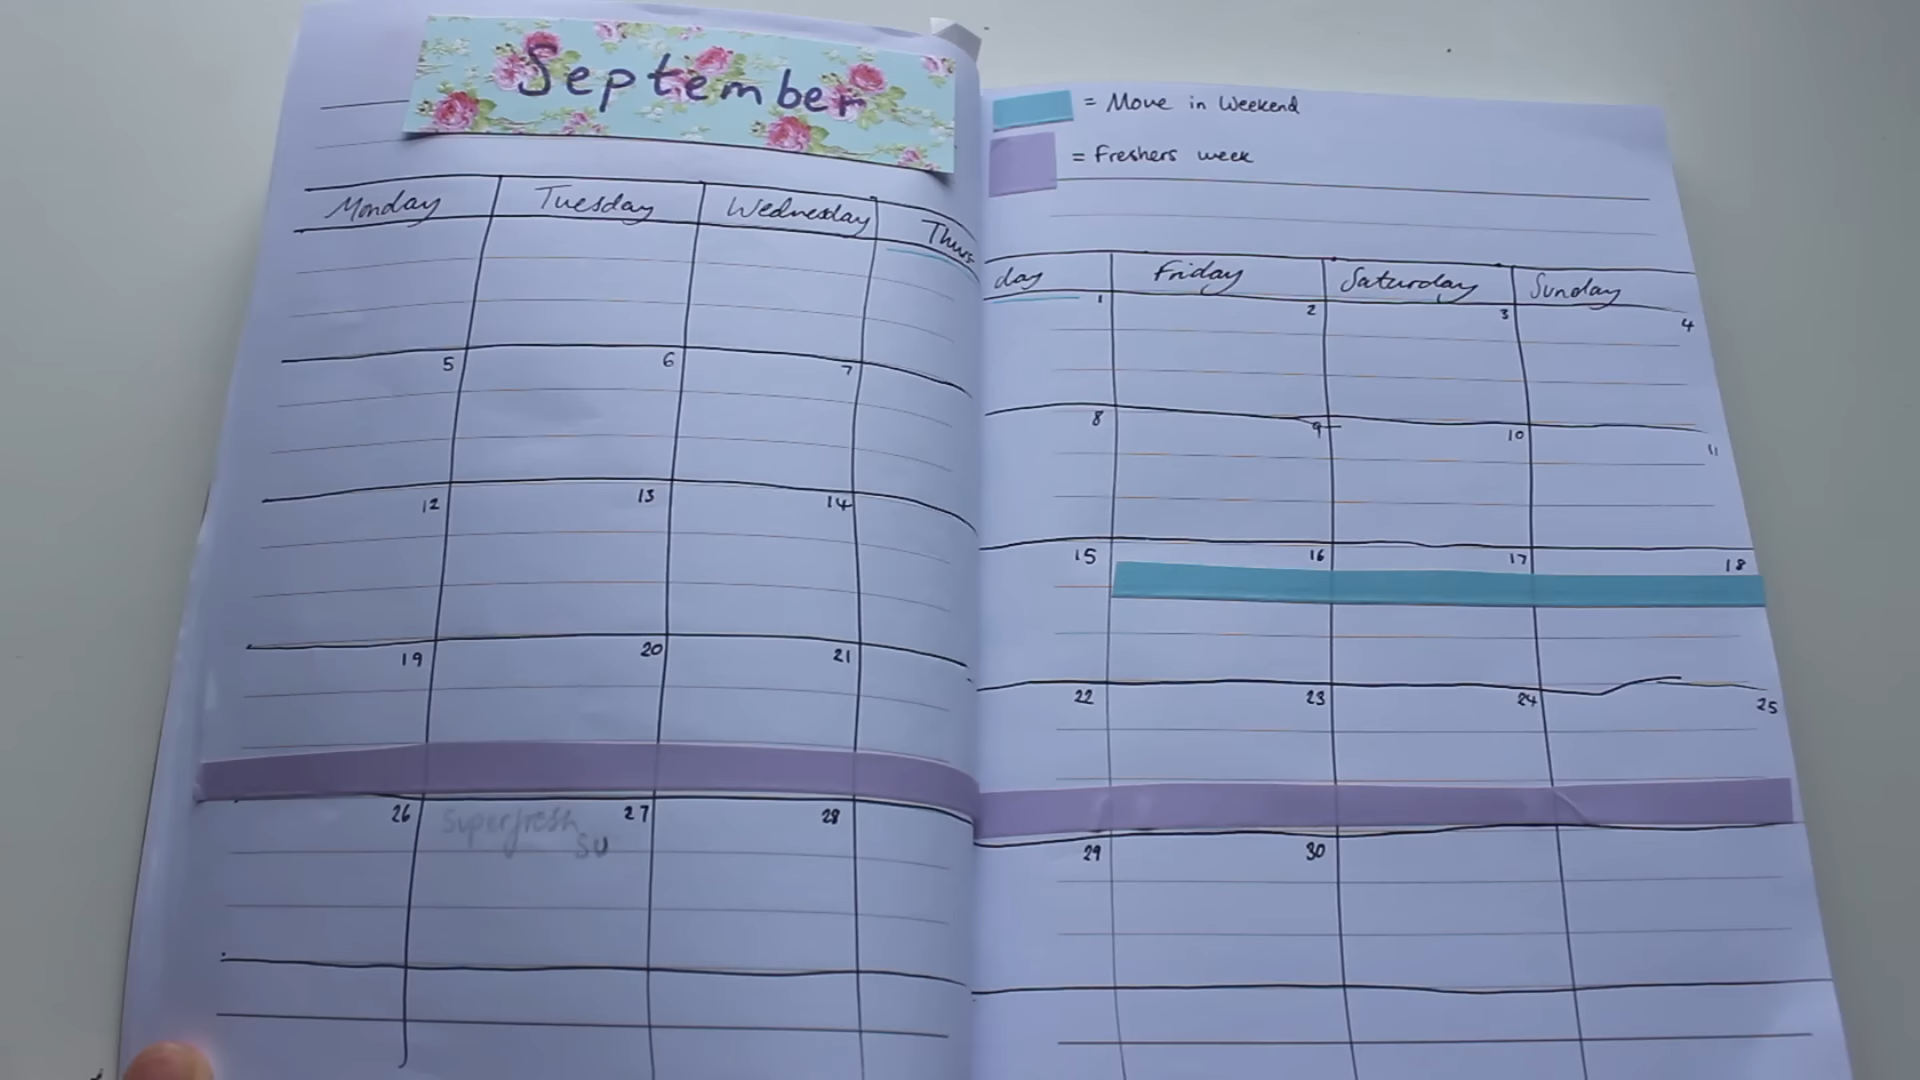 September
= Move in Weekend
= Freshers week
Monday Tuesday Wednesday Thursday Friday Saturday Sunday
1 2 3 4
5 6 7 8 9 10 11
12 13 14 15 16 17 18
19 20 21 22 23 24 25
26 Superfresh 27 28 29 30
SU